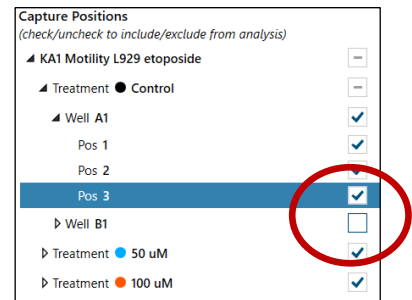 Capture Positions
(check/uncheck to include/exclude from analysis)
KA1 Motility L929 etoposide
Treatment Control
Well A1
Pos 1
Pos 2
Pos 3
Well B1
Treatment 50 uM
Treatment 100 uM